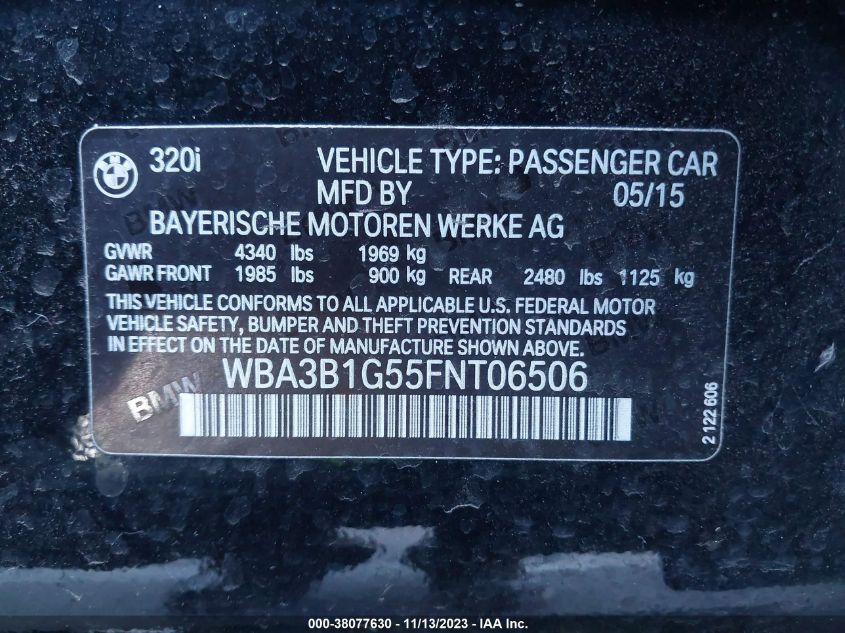 320i VEHICLE TYPE: PASSENGER CAR
MFD BY 05/15
BAYERISCHE MOTOREN WERKE AG
GVWR 4340 lbs 1969 kg
GAWR FRONT 1985 lbs 900 kg REAR 2480 lbs 1125 kg
THIS VEHICLE CONFORMS TO ALL APPLICABLE U.S. FEDERAL MOTOR
VEHICLE SAFETY, BUMPER AND THEFT PREVENTION STANDARDS
IN EFFECT ON THE DATE OF MANUFACTURE SHOWN ABOVE.
WBA3B1G55FNT06506
BMW
2 122 606
000-38077630 - 11/13/2023 - © IAA, Inc.